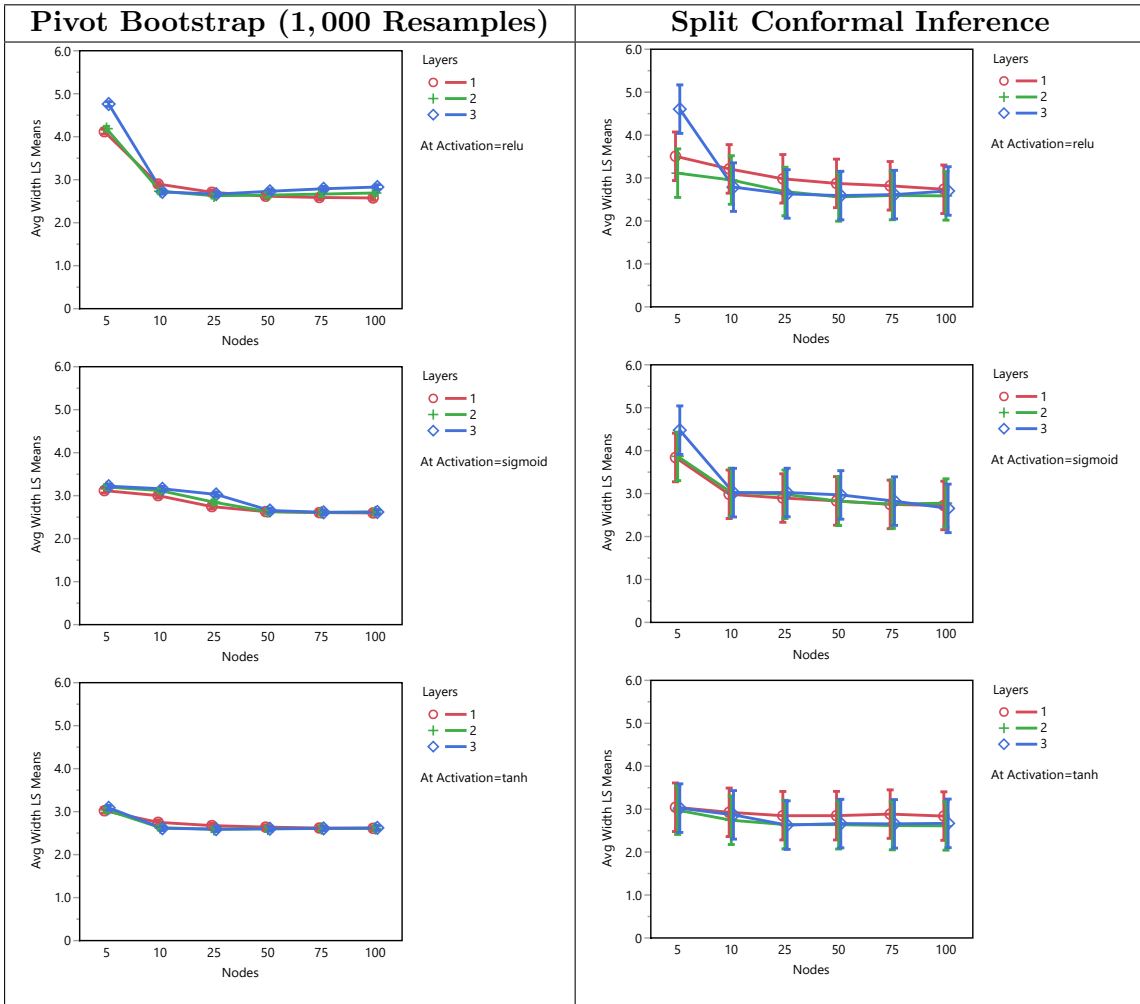 Pivot Bootstrap (1,000 Resamples)
Split Conformal Inference
6.0
5.0
4.0
3.0
2.0
1.0
0
Avg Width LS Means
5 10 25 50 75 100
Nodes
Layers
1
2
3
At Activation=relu
6.0
5.0
4.0
3.0
2.0
1.0
0
Avg Width LS Means
5 10 25 50 75 100
Nodes
Layers
1
2
3
At Activation=relu
6.0
5.0
4.0
3.0
2.0
1.0
0
Avg Width LS Means
5 10 25 50 75 100
Nodes
Layers
1
2
3
At Activation=sigmoid
6.0
5.0
4.0
3.0
2.0
1.0
0
Avg Width LS Means
5 10 25 50 75 100
Nodes
Layers
1
2
3
At Activation=sigmoid
6.0
5.0
4.0
3.0
2.0
1.0
0
Avg Width LS Means
5 10 25 50 75 100
Nodes
Layers
1
2
3
At Activation=tanh
6.0
5.0
4.0
3.0
2.0
1.0
0
Avg Width LS Means
5 10 25 50 75 100
Nodes
Layers
1
2
3
At Activation=tanh